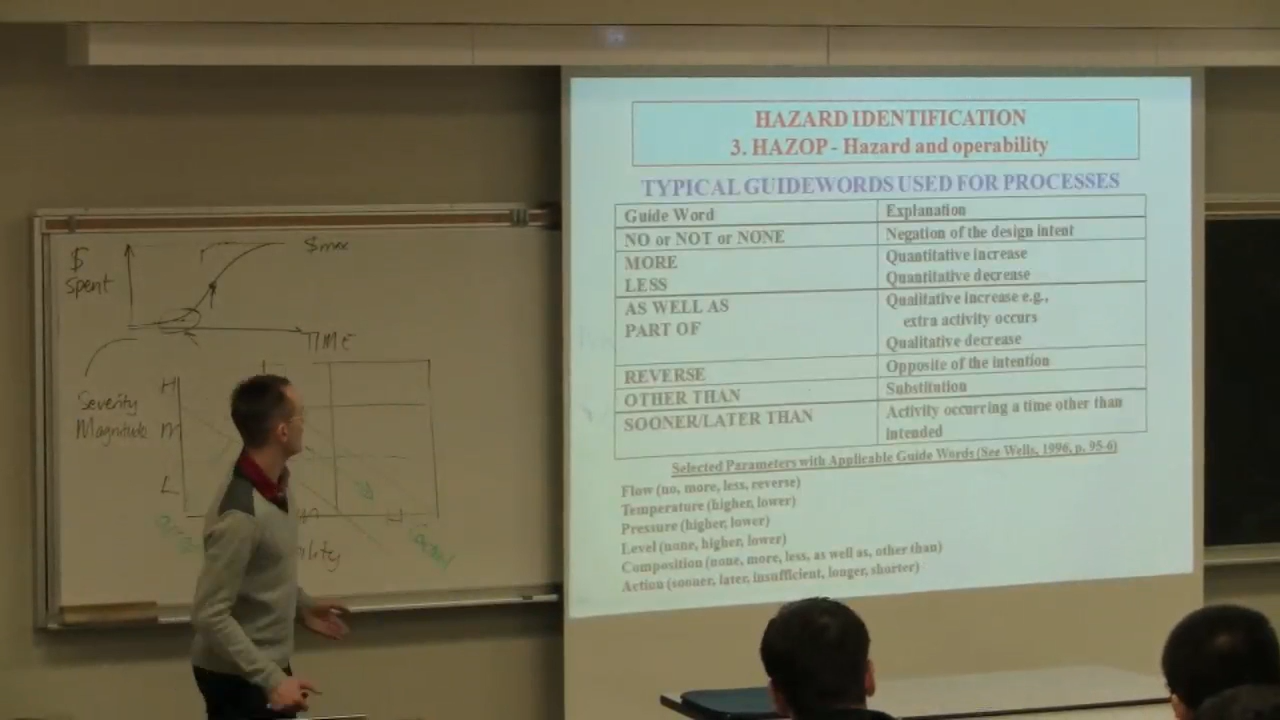 $
spent
$max
TIME
Severity
Magnitude
H
M
L
M
H
HAZARD IDENTIFICATION
3. HAZOP - Hazard and operability
TYPICAL GUIDEWORDS USED FOR PROCESSES
Guide Word Explanation
NO or NOT or NONE Negation of the design intent
MORE Quantitative increase
LESS Quantitative decrease
AS WELL AS Qualitative increase e.g.,
extra activity occurs
PART OF Qualitative decrease
REVERSE Opposite of the intention
OTHER THAN Substitution
SOONER/LATER THAN Activity occurring a time other than
intended
Selected Parameters with Applicable Guide Words (See Wells, 1996, p. 95-6)
Flow (no, more, less, reverse)
Temperature (higher, lower)
Pressure (higher, lower)
Level (none, higher, lower)
Composition (none, more, less, as well as, other than)
Action (sooner, later, insufficient, longer, shorter)